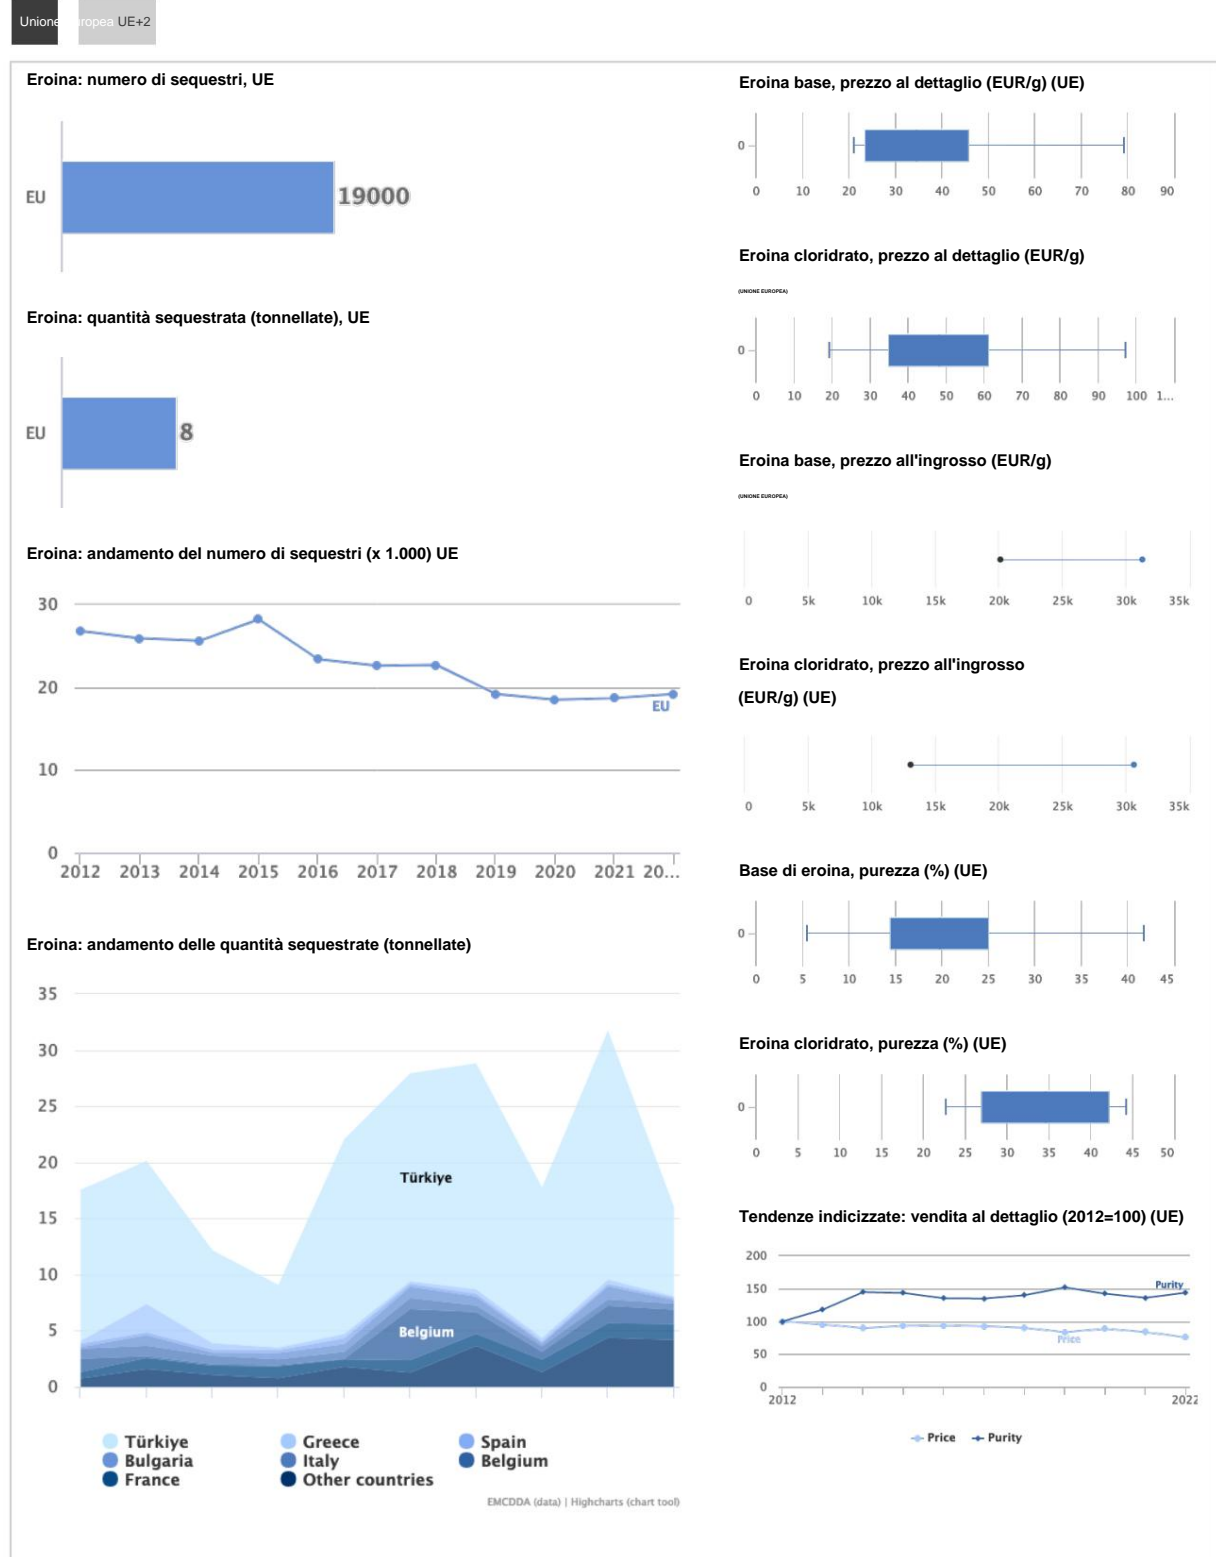 Unione Europea UE+2
Eroina: numero di sequestri, UE
EU
19000
Eroina: quantità sequestrata (tonnellate), UE
EU
8
Eroina: andamento del numero di sequestri (x 1.000) UE
30
20
10
0
EU
2012 2013 2014 2015 2016 2017 2018 2019 2020 2021 20...
Eroina: andamento delle quantità sequestrate (tonnellate)
35
30
25
20
15
10
5
0
Türkiye
Belgium
Türkiye Greece Spain
Bulgaria Italy Belgium
France Other countries
EMCDDA (data) | Highcharts (chart tool)
Eroina base, prezzo al dettaglio (EUR/g) (UE)
0
0 10 20 30 40 50 60 70 80 90
Eroina cloridrato, prezzo al dettaglio (EUR/g)
(UNIONE EUROPEA)
0
0 10 20 30 40 50 60 70 80 90 100 1...
Eroina base, prezzo all'ingrosso (EUR/g)
(UNIONE EUROPEA)
0 5k 10k 15k 20k 25k 30k 35k
Eroina cloridrato, prezzo all'ingrosso
(EUR/g) (UE)
0 5k 10k 15k 20k 25k 30k 35k
Base di eroina, purezza (%) (UE)
0
0 5 10 15 20 25 30 35 40 45
Eroina cloridrato, purezza (%) (UE)
0
0 5 10 15 20 25 30 35 40 45 50
Tendenze indicizzate: vendita al dettaglio (2012=100) (UE)
200
150
100
50
0
Purity
Price
2012 2022
Price Purity